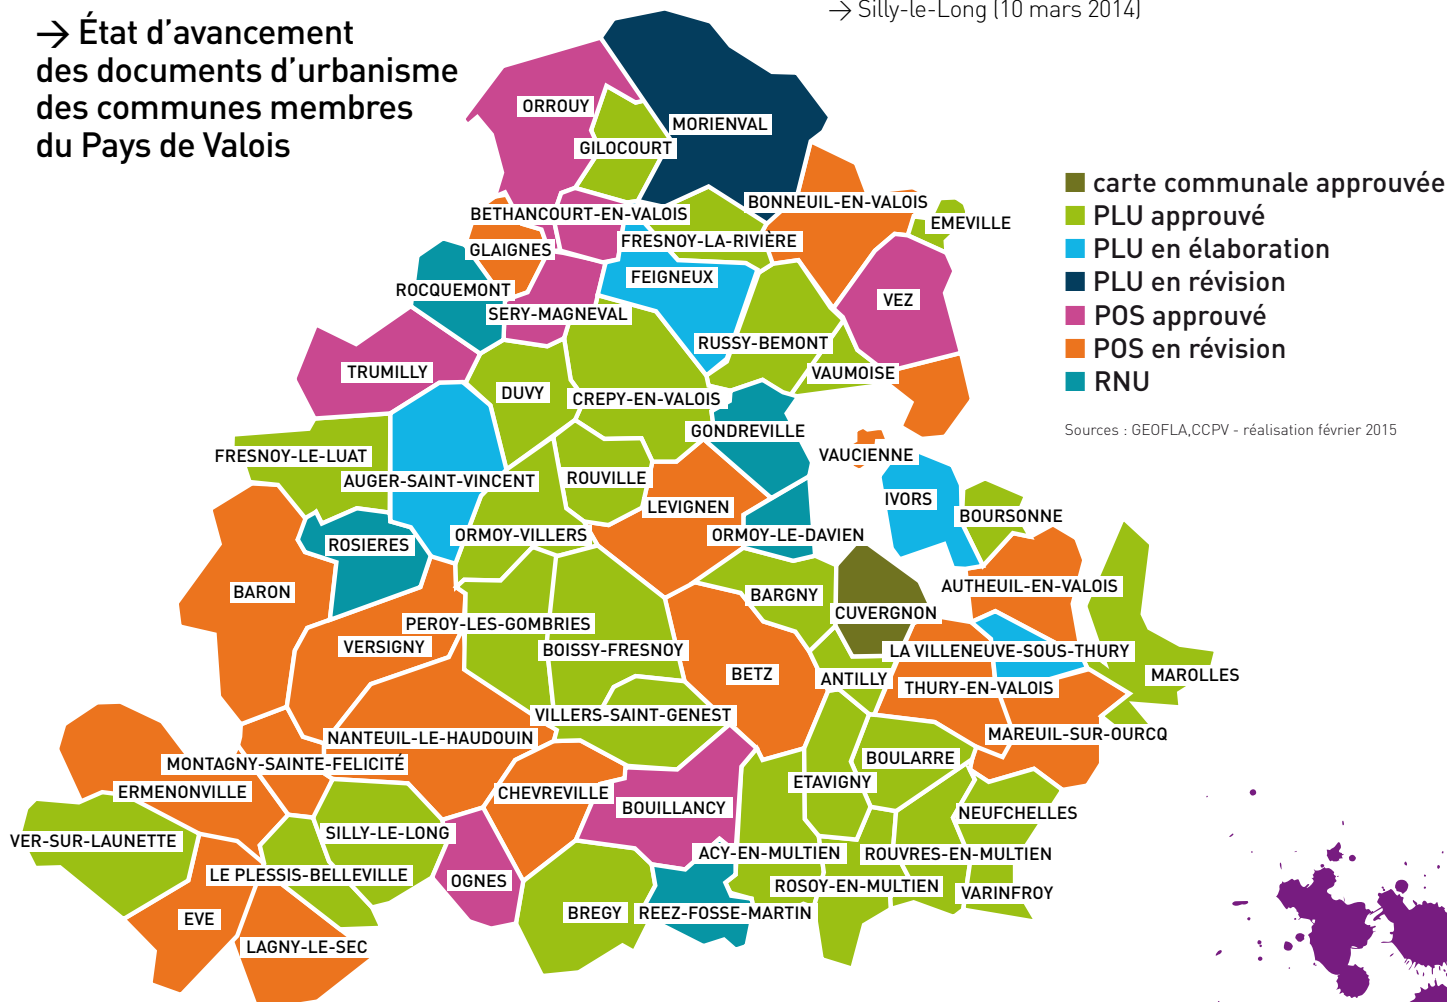 → Silly-le-Long (10 mars 2014)
→ État d’avancement
des documents d’urbanisme
des communes membres
du Pays de Valois
carte communale approuvée
PLU approuvé
PLU en élaboration
PLU en révision
POS approuvé
POS en révision
RNU
Sources : GEOFLA,CCPV - réalisation février 2015
ORROUY
MORIENVAL
GILOCOURT
BONNEUIL-EN-VALOIS
BETHANCOURT-EN-VALOIS
EMEVILLE
FRESNOY-LA-RIVIÈRE
GLAIGNES
FEIGNEUX
ROCQUEMONT
VEZ
SERY-MAGNEVAL
RUSSY-BEMONT
TRUMILLY
VAUMOISE
DUVY
CREPY-EN-VALOIS
GONDREVILLE
FRESNOY-LE-LUAT
VAUCIENNE
AUGER-SAINT-VINCENT
ROUVILLE
IVORS
LEVIGNEN
BOURSONNE
ORMOY-VILLERS
ORMOY-LE-DAVIEN
ROSIERES
AUTHEUIL-EN-VALOIS
BARON
BARGNY
CUVERGNON
PEROY-LES-GOMBRIES
VERSIGNY
BOISSY-FRESNOY
LA VILLENEUVE-SOUS-THURY
BETZ
ANTILLY
MAROLLES
THURY-EN-VALOIS
VILLERS-SAINT-GENEST
MAREUIL-SUR-OURCQ
NANTEUIL-LE-HAUDOUIN
BOULARRE
MONTAGNY-SAINTE-FELICITÉ
ETAVIGNY
ERMENONVILLE
CHEVREVILLE
BOUILLANCY
NEUFCHELLES
SILLY-LE-LONG
VER-SUR-LAUNETTE
ACY-EN-MULTIEN
ROUVRES-EN-MULTIEN
LE PLESSIS-BELLEVILLE
OGNES
ROSOY-EN-MULTIEN
VARINFROY
BREGY
REEZ-FOSSE-MARTIN
EVE
LAGNY-LE-SEC